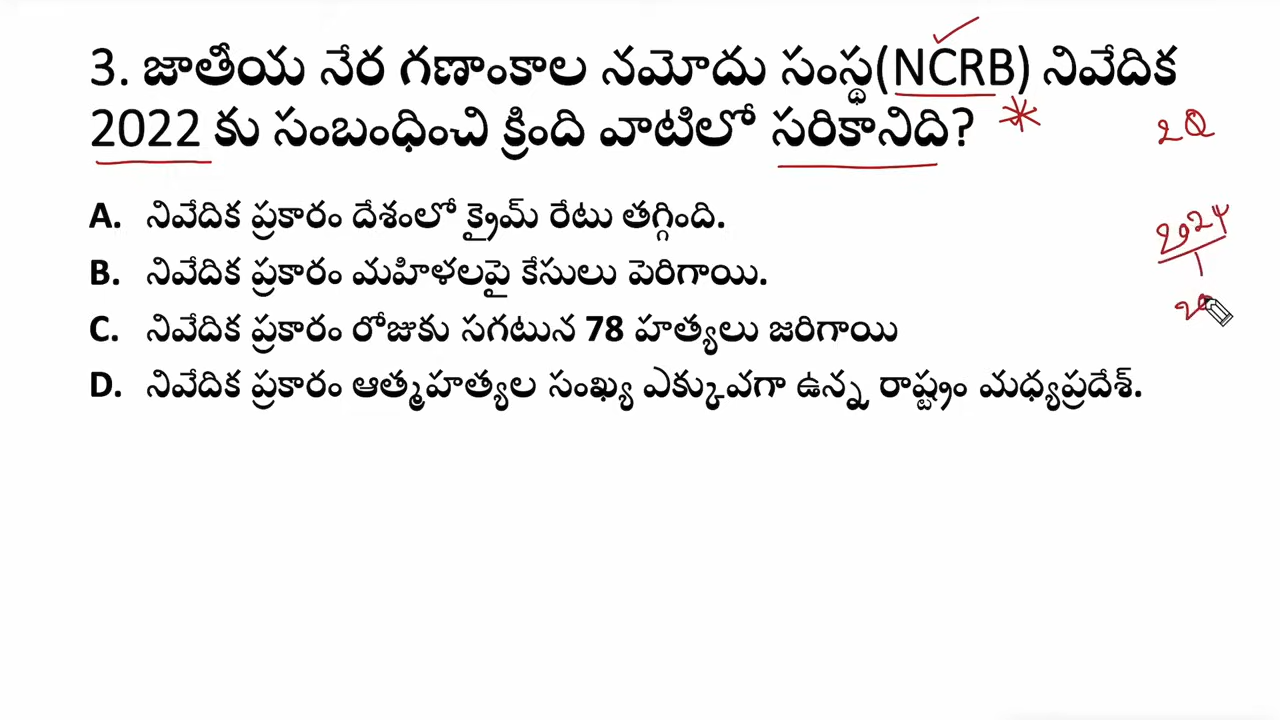 3. జాతీయ నేర గణాంకాల నమోదు సంస్థ(NCRB) నివేదిక
2022 కు సంబంధించి క్రింది వాటిలో సరికానిది?
2Q
A. నివేదిక ప్రకారం దేశంలో క్రైమ్ రేటు తగ్గింది.
2024
B. నివేదిక ప్రకారం మహిళలపై కేసులు పెరిగాయి.
C. నివేదిక ప్రకారం రోజుకు సగటున 78 హత్యలు జరిగాయి
D. నివేదిక ప్రకారం ఆత్మహత్యల సంఖ్య ఎక్కువగా ఉన్న రాష్ట్రం మధ్యప్రదేశ్.